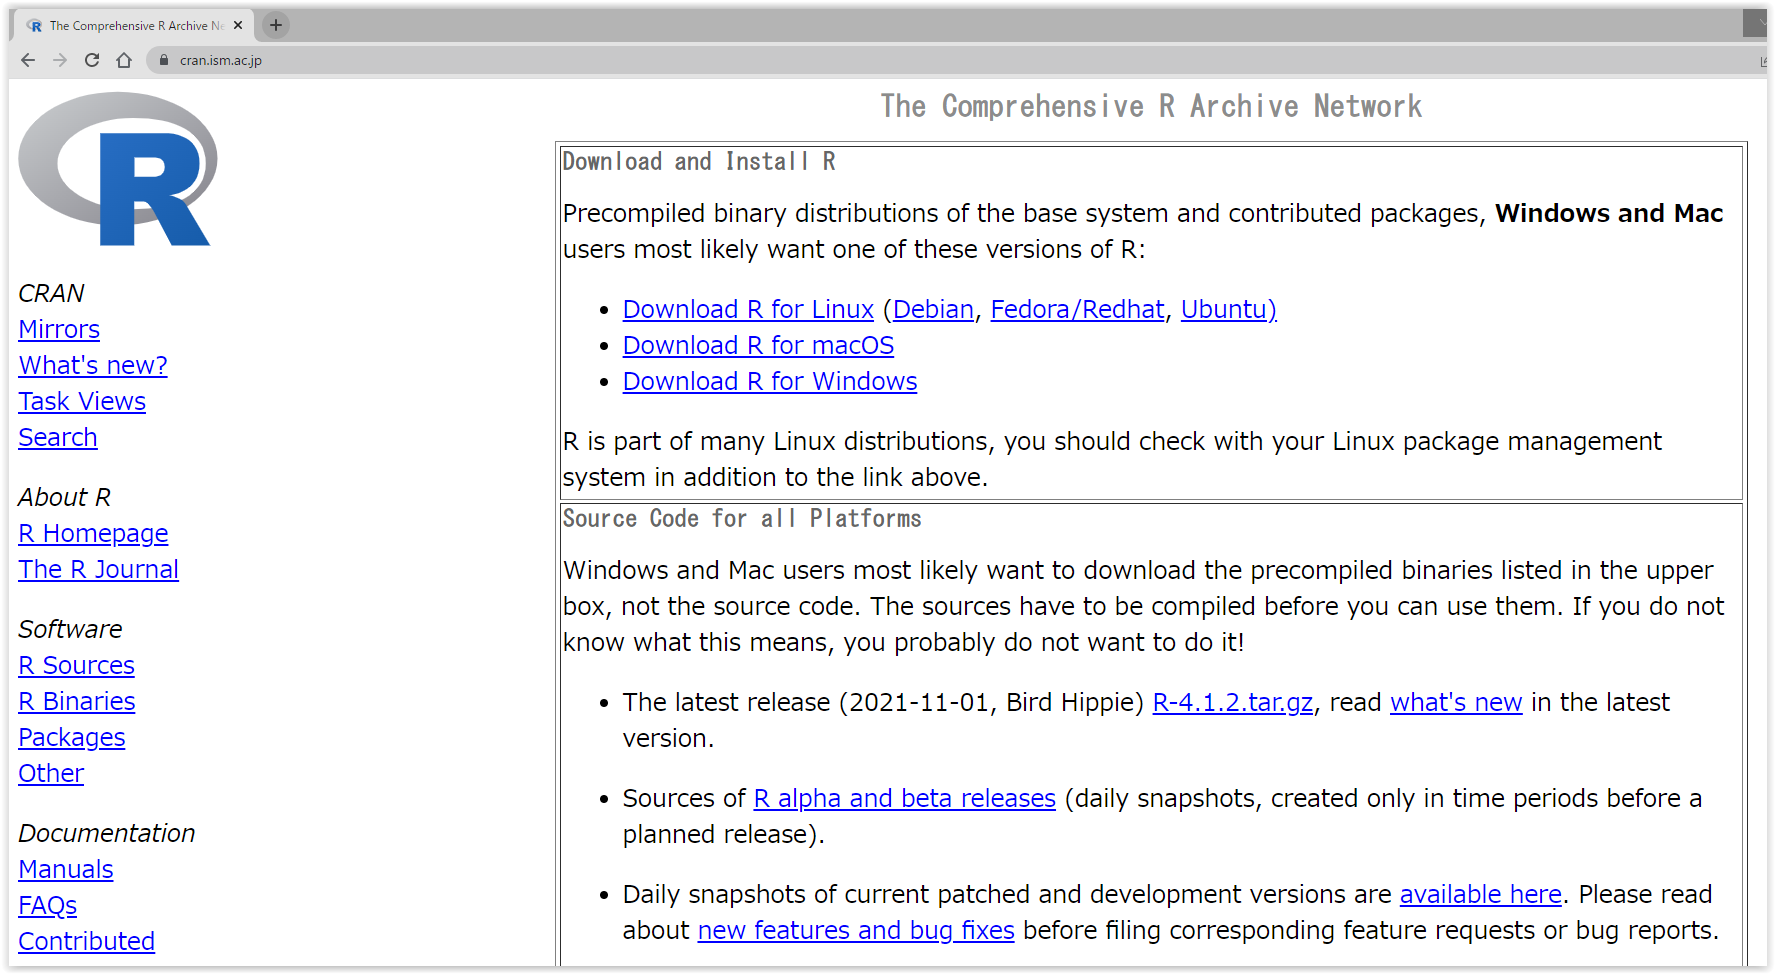 The Comprehensive R Archive Ne
cran.ism.ac.jp
R
CRAN
Mirrors
What's new?
Task Views
Search
About R
R Homepage
The R Journal
Software
R Sources
R Binaries
Packages
Other
Documentation
Manuals
FAQs
Contributed
The Comprehensive R Archive Network
Download and Install R
Precompiled binary distributions of the base system and contributed packages, Windows and Mac
users most likely want one of these versions of R:
• Download R for Linux (Debian, Fedora/Redhat, Ubuntu)
• Download R for macOS
• Download R for Windows
R is part of many Linux distributions, you should check with your Linux package management
system in addition to the link above.
Source Code for all Platforms
Windows and Mac users most likely want to download the precompiled binaries listed in the upper
box, not the source code. The sources have to be compiled before you can use them. If you do not
know what this means, you probably do not want to do it!
• The latest release (2021-11-01, Bird Hippie) R-4.1.2.tar.gz, read what's new in the latest
version.
• Sources of R alpha and beta releases (daily snapshots, created only in time periods before a
planned release).
• Daily snapshots of current patched and development versions are available here. Please read
about new features and bug fixes before filing corresponding feature requests or bug reports.